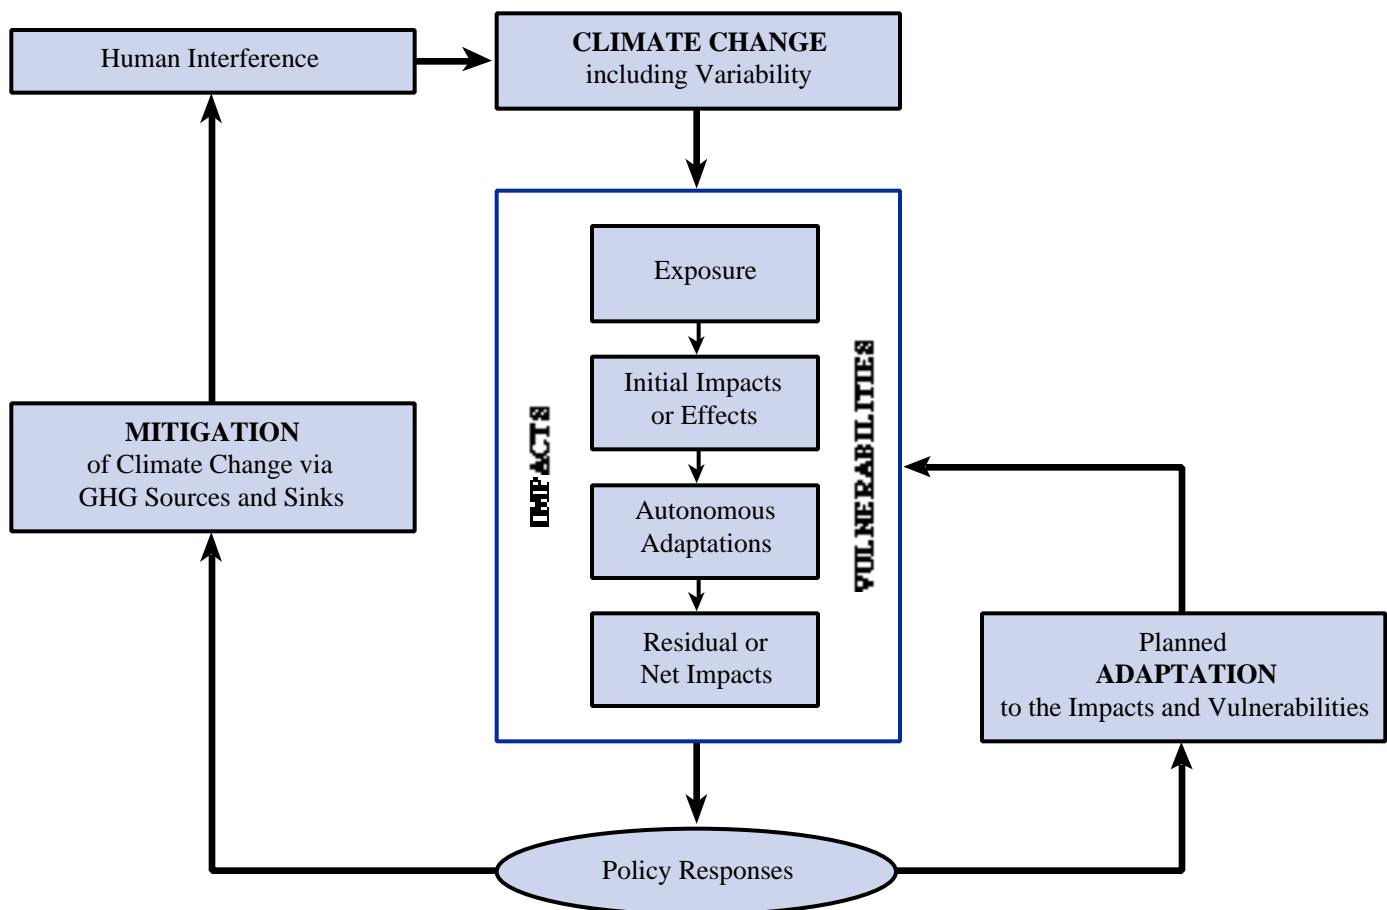 Human Interference
CLIMATE CHANGE
including Variability
Exposure
Initial Impacts
or Effects
IMPACTS
VULNERABILITIES
MITIGATION
of Climate Change via
GHG Sources and Sinks
Autonomous
Adaptations
Residual or
Net Impacts
Planned
ADAPTATION
to the Impacts and Vulnerabilities
Policy Responses